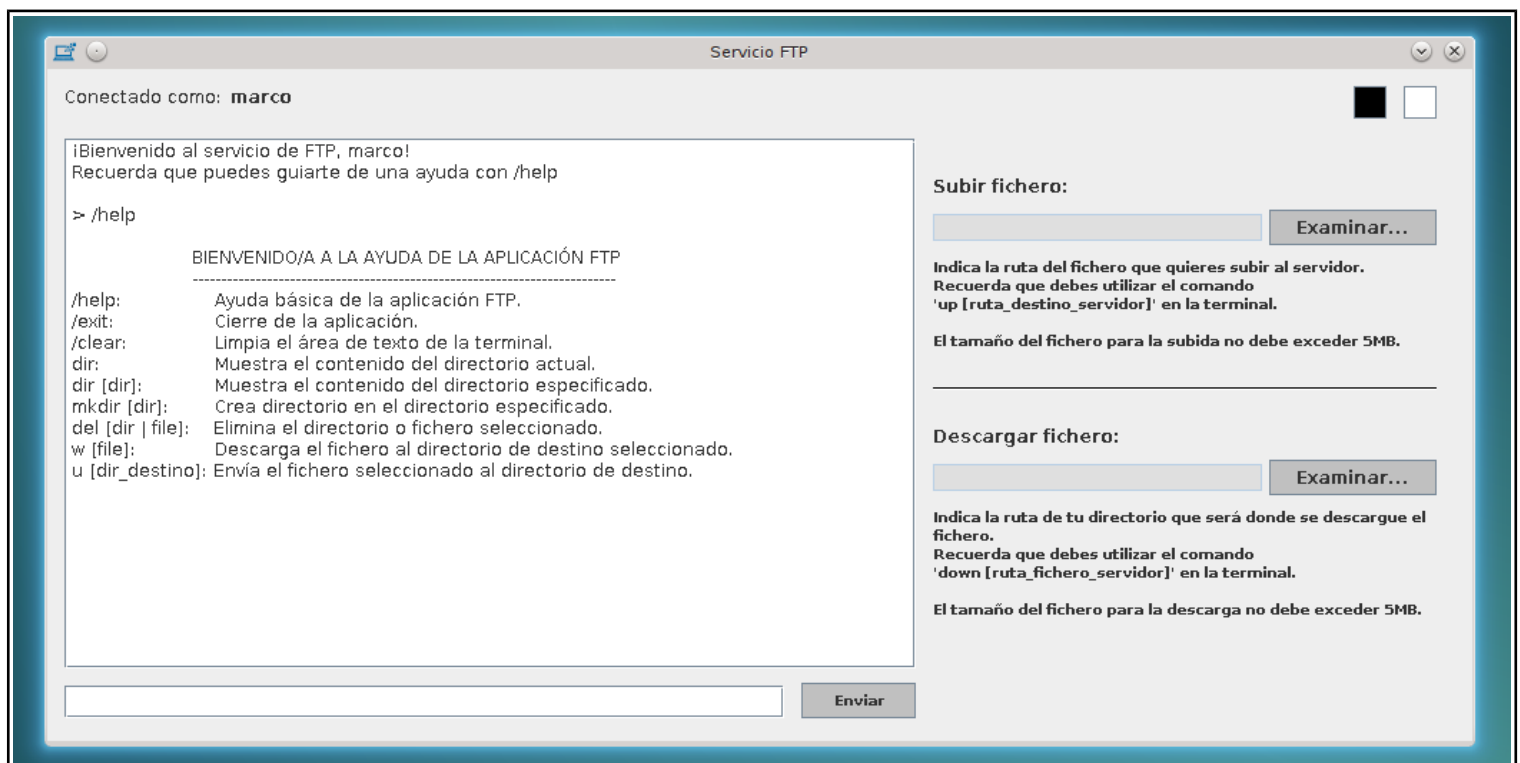 Servicio FTP
Conectado como: marco
¡Bienvenido al servicio de FTP, marco!
Recuerda que puedes guiarte de una ayuda con /help
> /help
BIENVENIDO/A A LA AYUDA DE LA APLICACIÓN FTP
--------------------------------------------------------------------------
/help: Ayuda básica de la aplicación FTP.
/exit: Cierre de la aplicación.
/clear: Limpia el área de texto de la terminal.
dir: Muestra el contenido del directorio actual.
dir [dir]: Muestra el contenido del directorio especificado.
mkdir [dir]: Crea directorio en el directorio especificado.
del [dir | file]: Elimina el directorio o fichero seleccionado.
w [file]: Descarga el fichero al directorio de destino seleccionado.
u [dir_destino]: Envía el fichero seleccionado al directorio de destino.
Enviar
Subir fichero:
Examinar...
Indica la ruta del fichero que quieres subir al servidor.
Recuerda que debes utilizar el comando
'up [ruta_destino_servidor]' en la terminal.
El tamaño del fichero para la subida no debe exceder 5MB.
Descargar fichero:
Examinar...
Indica la ruta de tu directorio que será donde se descargue el
fichero.
Recuerda que debes utilizar el comando
'down [ruta_fichero_servidor]' en la terminal.
El tamaño del fichero para la descarga no debe exceder 5MB.